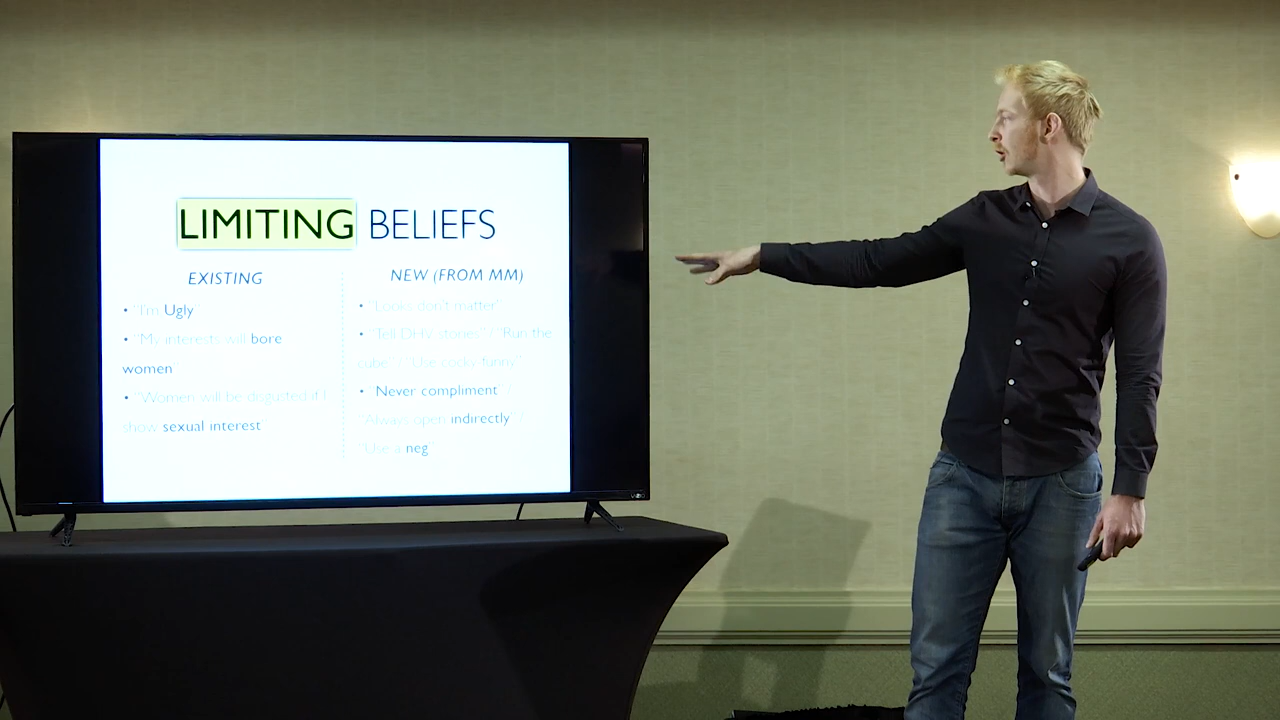 LIMITING BELIEFS
EXISTING
• "I'm Ugly"
• "My interests will bore
women"
• "Women will be disgusted if I
show sexual interest"
NEW (FROM MM)
• "Looks don't matter"
• "Tell DHV stories" / "Run the
cube" / "Use cocky funny"
• "Never compliment" /
"Always open indirectly" /
"Use a neg"
VIZIO